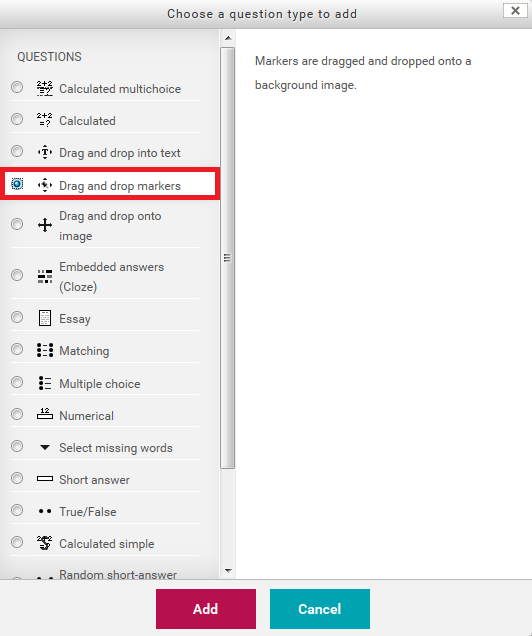 Choose a question type to add
QUESTIONS
Calculated multichoice
Calculated
Drag and drop into text
Drag and drop markers
Drag and drop onto
image
Embedded answers
(Cloze)
Essay
Matching
Multiple choice
Numerical
Select missing words
Short answer
True/False
Calculated simple
Random short-answer
Markers are dragged and dropped onto a
background image.
Add
Cancel